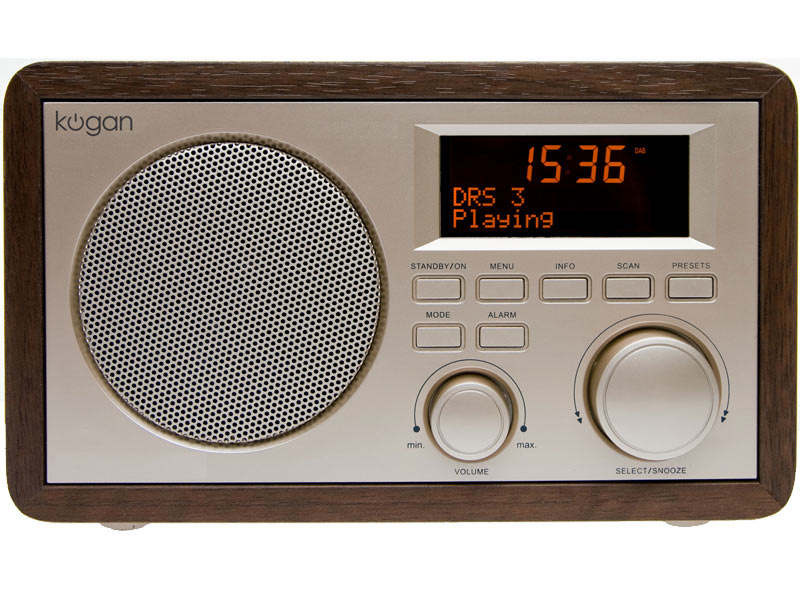 kogan
15:36 DAB
DRS 3
Playing
STANDBY/ON MENU INFO SCAN PRESETS
MODE ALARM
min. max.
VOLUME SELECT/SNOOZE